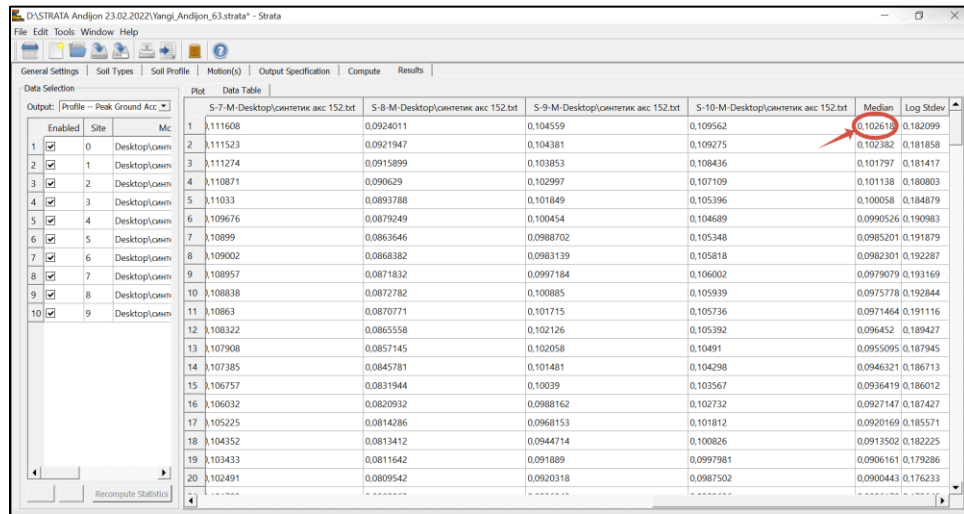 D:\STRATA Andijon 23.02.2022\Yangi_Andijon_63.strata* - Strata
File Edit Tools Window Help
General Settings Soil Types Soil Profile Motion(s) Output Specification Compute Results
Data Selection
Output: Profile -- Peak Ground Acc
Enabled Site Mc
1 0 Desktop\синт
2 1 Desktop\синт
3 2 Desktop\синт
4 3 Desktop\синт
5 4 Desktop\синт
6 5 Desktop\синт
7 6 Desktop\синт
8 7 Desktop\синт
9 8 Desktop\синт
10 9 Desktop\синт
Recompute Statistics
Plot Data Table
S-7-M-Desktop\синтетик акс 152.txt S-8-M-Desktop\синтетик акс 152.txt S-9-M-Desktop\синтетик акс 152.txt S-10-M-Desktop\синтетик акс 152.txt Median Log Stdev
1 ,111608 0,0924011 0,104559 0,109562 0,102618 0,182099
2 ,111523 0,0921947 0,104381 0,109275 0,102382 0,181858
3 ,111274 0,0915899 0,103853 0,108436 0,101797 0,181417
4 ,110871 0,090629 0,102997 0,107109 0,101138 0,180803
5 ,11033 0,0893788 0,101849 0,105396 0,100058 0,184879
6 ,109676 0,0879249 0,100454 0,104689 0,0990526 0,190983
7 ,10899 0,0863646 0,0988702 0,105348 0,0985201 0,191879
8 ,109002 0,0868382 0,0983139 0,105818 0,0982301 0,192287
9 ,108957 0,0871832 0,0997184 0,106002 0,0979079 0,193169
10 ,108838 0,0872782 0,100885 0,105939 0,0975778 0,192844
11 ,10863 0,0870771 0,101715 0,105736 0,0971464 0,191116
12 ,108322 0,0865558 0,102126 0,105392 0,096452 0,189427
13 ,107908 0,0857145 0,102058 0,10491 0,0955095 0,187945
14 ,107385 0,0845781 0,101481 0,104298 0,0946321 0,186713
15 ,106757 0,0831944 0,10039 0,103567 0,0936419 0,186012
16 ,106032 0,0820932 0,0988162 0,102732 0,0927147 0,187427
17 ,105225 0,0814286 0,0968153 0,101812 0,0920169 0,185571
18 ,104352 0,0813412 0,0944714 0,100826 0,0913502 0,182225
19 ,103433 0,0811642 0,091889 0,0997981 0,0906161 0,179286
20 ,102491 0,0809542 0,0920318 0,0987502 0,0900443 0,176233